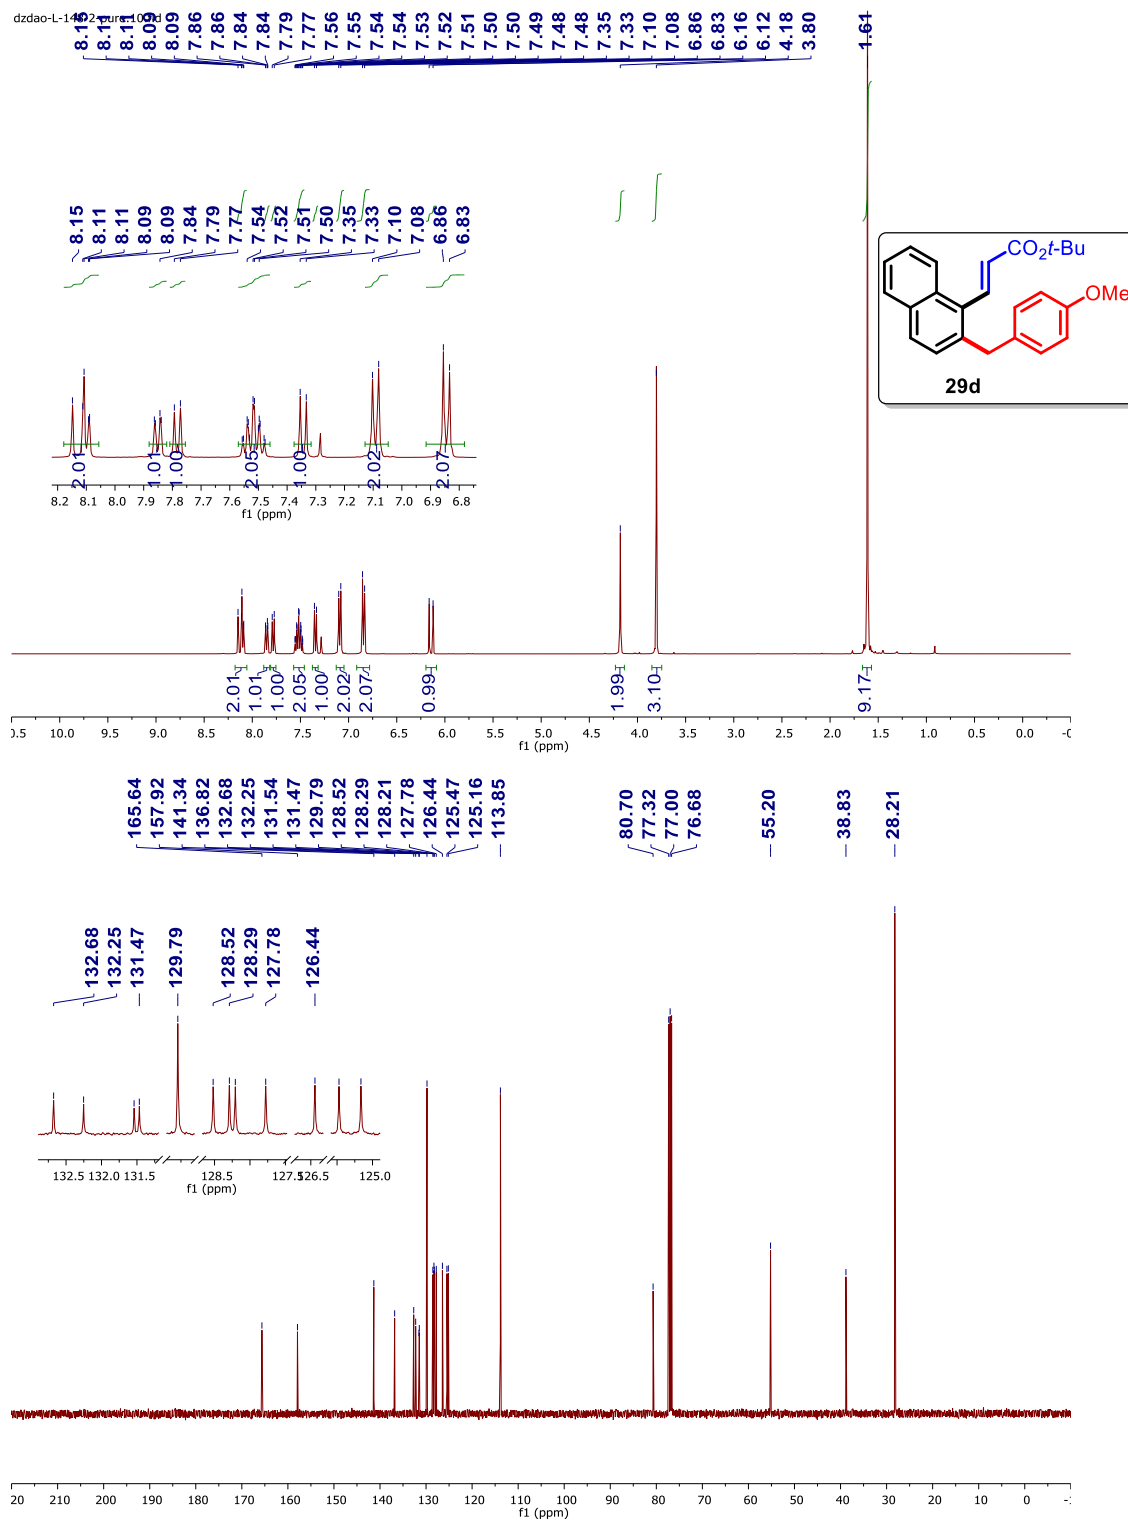 dzdao-L-14
8.15 8.11 8.11 8.09 8.09 7.86 7.86 7.84 7.84 7.79 7.77 7.56 7.55 7.54 7.54 7.53 7.52 7.51 7.50 7.50 7.49 7.48 7.48 7.35 7.33 7.10 7.08 6.86 6.83 6.16 6.12 4.18 3.80 1.61
8.15 8.11 8.11 8.09 8.09 7.84 7.79 7.77 7.54 7.52 7.51 7.50 7.35 7.33 7.10 7.08 6.86 6.83
CO2t-Bu
OMe
29d
2.01 1.01 1.00 2.05 1.00 2.02 2.07
8.2 8.1 8.0 7.9 7.8 7.7 7.6 7.5 7.4 7.3 7.2 7.1 7.0 6.9 6.8
f1 (ppm)
2.01 1.01 1.00 2.05 1.00 2.02 2.07 0.99 1.99 3.10 9.17
0.5 10.0 9.5 9.0 8.5 8.0 7.5 7.0 6.5 6.0 5.5 5.0 4.5 4.0 3.5 3.0 2.5 2.0 1.5 1.0 0.5 0.0 -0
f1 (ppm)
165.64 157.92 141.34 136.82 132.68 132.25 131.54 131.47 129.79 128.52 128.29 128.21 127.78 126.44 125.47 125.16 113.85 80.70 77.32 77.00 76.68 55.20 38.83 28.21
132.68 132.25 131.47 129.79 128.52 128.29 127.78 126.44
132.5 132.0 131.5 128.5 127.5 126.5 125.0
f1 (ppm)
20 210 200 190 180 170 160 150 140 130 120 110 100 90 80 70 60 50 40 30 20 10 0
f1 (ppm)